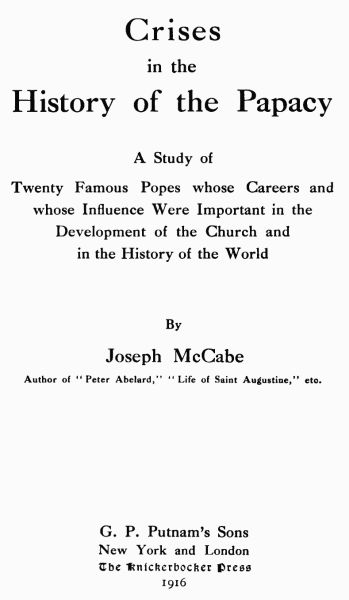 Crises
in the
History of the Papacy
A Study of
Twenty Famous Popes whose Careers and
whose Influence Were Important in the
Development of the Church and
in the History of the World
By
Joseph McCabe
Author of "Peter Abelard," "Life of Saint Augustine," etc.
G. P. Putnam's Sons
New York and London
The Knickerbocker Press
1916